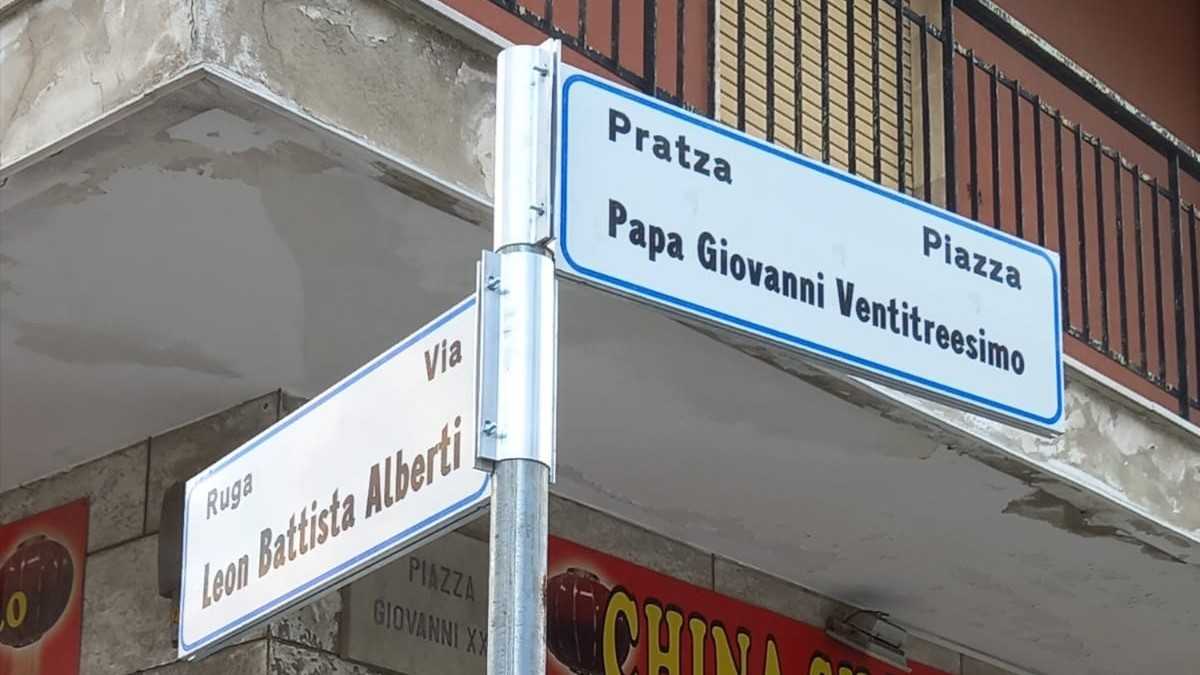 Pratza
Piazza
Papa Giovanni Ventitreesimo
Via
Ruga
Leon Battista Alberti
PIAZZA
GIOVANNI XX
CHINA